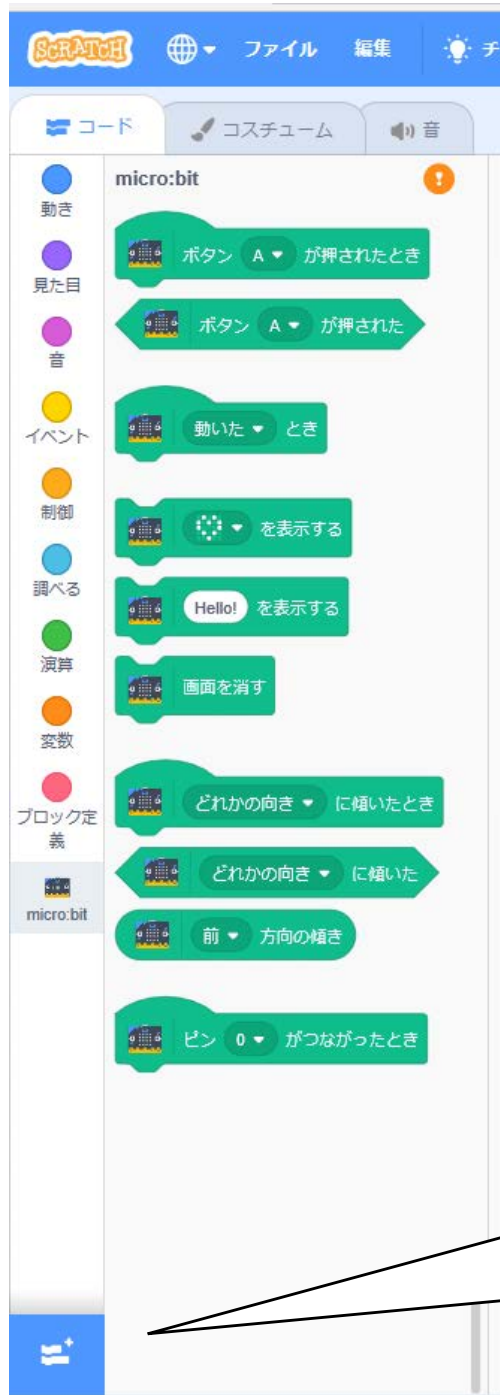 SCRATCH ファイル 編集 チ
コード コスチューム 音
動き
見た目
音
イベント
制御
調べる
演算
変数
ブロック定
義
micro:bit
micro:bit
ボタン A が押されたとき
ボタン A が押された
動いた とき
を表示する
Hello! を表示する
画面を消す
どれかの向き に傾いたとき
どれかの向き に傾いた
前 方向の傾き
ピン 0 がつながったとき